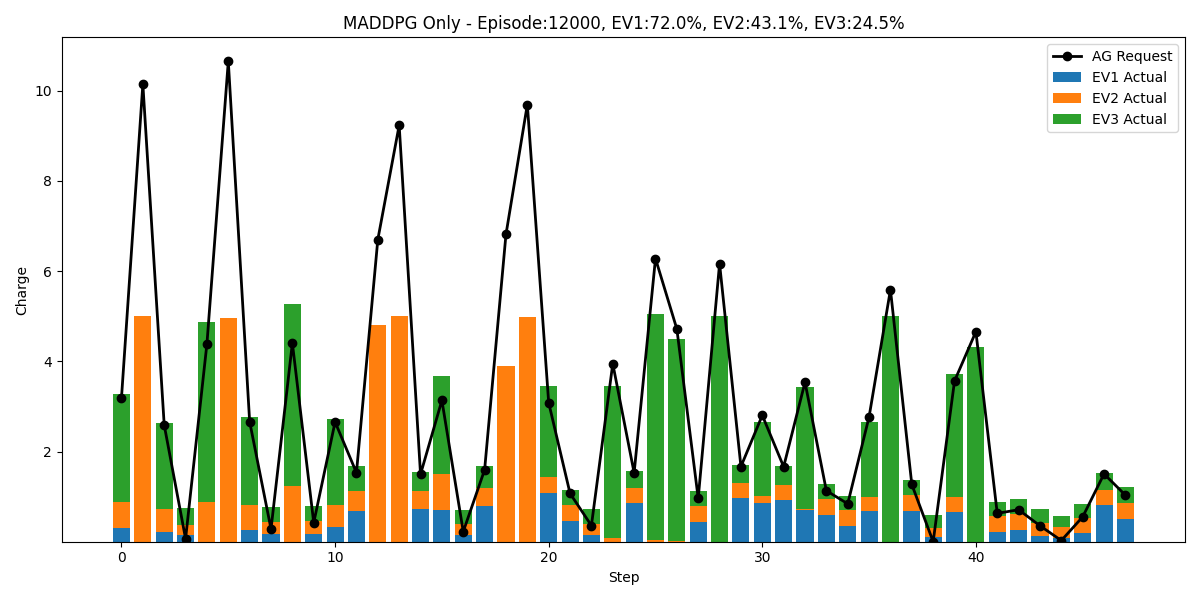 MADDPG Only - Episode:12000, EV1:72.0%, EV2:43.1%, EV3:24.5%
AG Request
EV1 Actual
EV2 Actual
EV3 Actual
Charge
10
8
6
4
2
0
10
20
30
40
Step